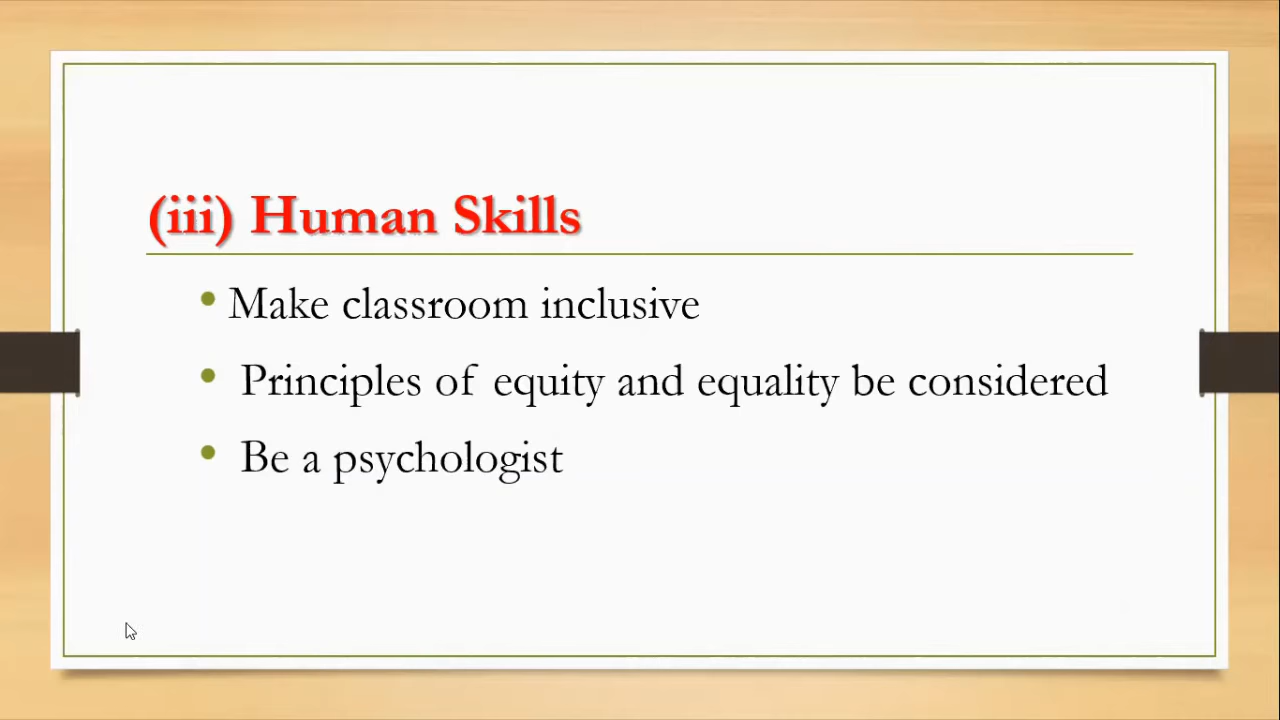 (iii) Human Skills
• Make classroom inclusive
• Principles of equity and equality be considered
• Be a psychologist